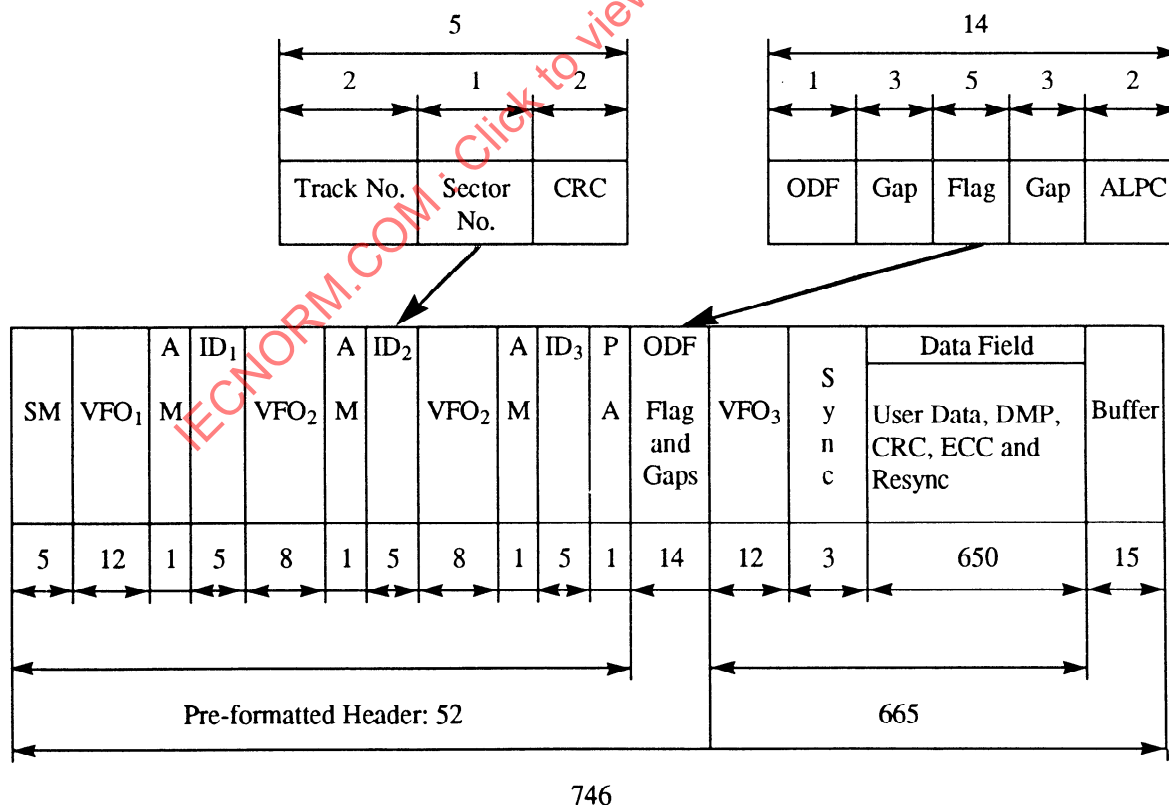 5
14
2 1 2
1 3 5 3 2
Track No. Sector No. CRC
ODF Gap Flag Gap ALPC
IECNORM.COM : Click to view
SM VFO₁ A M ID₁ VFO₂ A M ID₂ VFO₂ A M ID₃ P A ODF Flag and Gaps VFO₃ Sync Data Field Buffer
User Data, DMP,
CRC, ECC and
Resync
5 12 1 5 8 1 5 8 1 5 1 14 12 3 650 15
Pre-formatted Header: 52
665
746